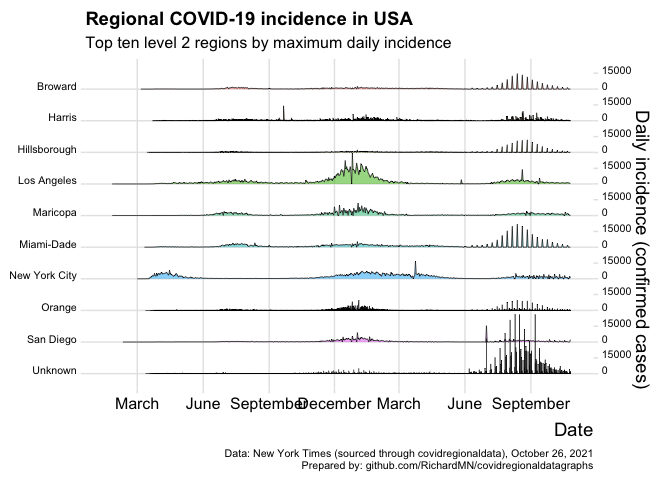 Regional COVID-19 incidence in USA
Top ten level 2 regions by maximum daily incidence
Broward 15000 0
Harris 15000 0
Hillsborough 15000 0
Los Angeles 15000 0
Maricopa 15000 0
Miami-Dade 15000 0
New York City 15000 0
Orange 15000 0
San Diego 15000 0
Unknown 15000 0
Daily incidence (confirmed cases)
March June September December March June September
Date
Data: New York Times (sourced through covidregionaldata), October 26, 2021
Prepared by: github.com/RichardMN/covidregionaldatagraphs